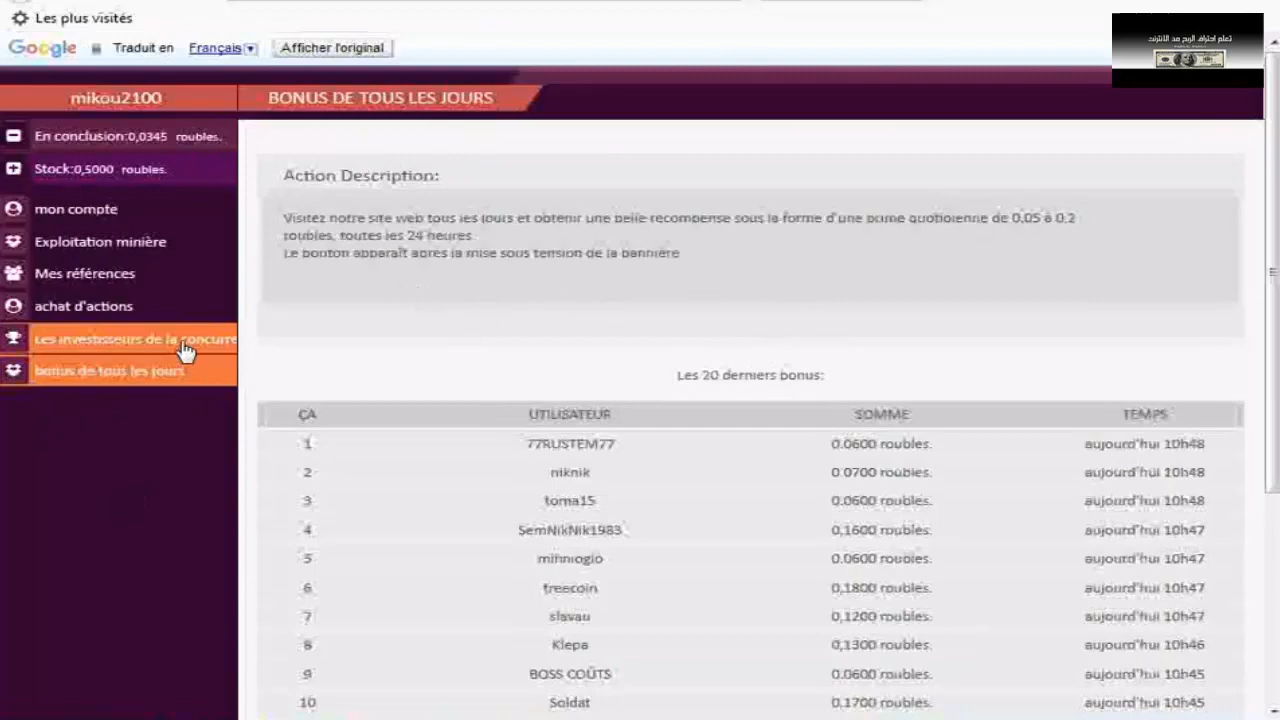 Les plus visités
Google Traduit en Français Afficher l'original
تعلم احتراف الربح من الانترنت
mikou2100
BONUS DE TOUS LES JOURS
En conclusion:0,0345 roubles.
Stock:0,5000 roubles.
mon compte
Exploitation minière
Mes références
achat d'actions
Les investisseurs de la concurre
bonus de tous les jours
Action Description:
Visitez notre site web tous les jours et obtenir une belle récompense sous la forme d'une prime quotidienne de 0,05 à 0.2
roubles, toutes les 24 heures.
Le bouton apparaît après la mise sous tension de la bannière
Les 20 derniers bonus:
ÇA UTILISATEUR SOMME TEMPS
1 77RUSTEM77 0.0600 roubles. aujourd'hui 10h48
2 niknik 0.0700 roubles. aujourd'hui 10h48
3 toma15 0.0600 roubles. aujourd'hui 10h48
4 SemNikNik1983 0,1600 roubles. aujourd'hui 10h47
5 mihniogio 0.0600 roubles. aujourd'hui 10h47
6 freecoin 0,1800 roubles. aujourd'hui 10h47
7 slavau 0,1200 roubles. aujourd'hui 10h47
8 Klepa 0,1300 roubles. aujourd'hui 10h46
9 BOSS COÛTS 0.0600 roubles. aujourd'hui 10h45
10 Soldat 0,1700 roubles. aujourd'hui 10h45